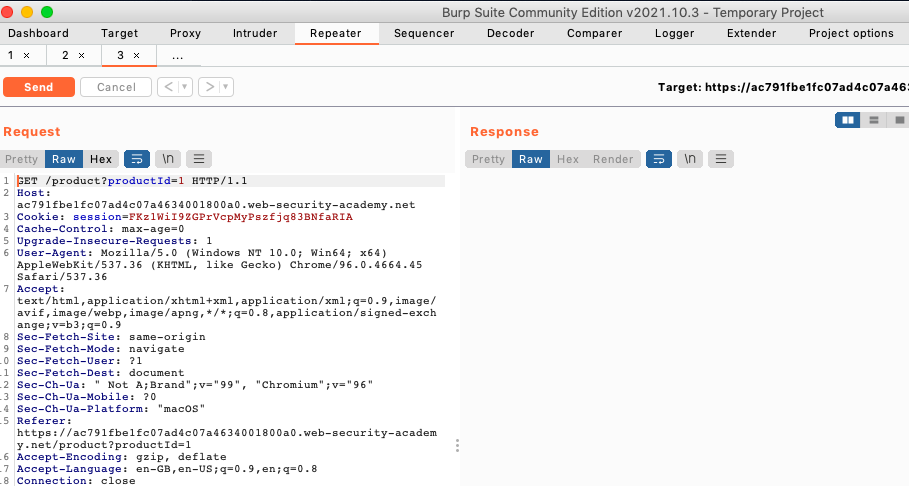 Burp Suite Community Edition v2021.10.3 - Temporary Project
Dashboard Target Proxy Intruder Repeater Sequencer Decoder Comparer Logger Extender Project options
1 × 2 × 3 × ...
Send Cancel < ▾ > ▾ Target: https://ac791fbe1fc07ad4c07a46
Request
Pretty Raw Hex \n
1 GET /product?productId=1 HTTP/1.1
2 Host:
ac791fbe1fc07ad4c07a4634001800a0.web-security-academy.net
3 Cookie: session=FKzlWiI9ZGPrVcpMyPszfjq83BNfaRIA
4 Cache-Control: max-age=0
5 Upgrade-Insecure-Requests: 1
6 User-Agent: Mozilla/5.0 (Windows NT 10.0; Win64; x64)
AppleWebKit/537.36 (KHTML, like Gecko) Chrome/96.0.4664.45
Safari/537.36
7 Accept:
text/html,application/xhtml+xml,application/xml;q=0.9,image/
avif,image/webp,image/apng,*/*;q=0.8,application/signed-exch
ange;v=b3;q=0.9
8 Sec-Fetch-Site: same-origin
9 Sec-Fetch-Mode: navigate
0 Sec-Fetch-User: ?1
1 Sec-Fetch-Dest: document
2 Sec-Ch-Ua: " Not A;Brand";v="99", "Chromium";v="96"
3 Sec-Ch-Ua-Mobile: ?0
4 Sec-Ch-Ua-Platform: "macOS"
5 Referer:
https://ac791fbe1fc07ad4c07a4634001800a0.web-security-academ
y.net/product?productId=1
6 Accept-Encoding: gzip, deflate
7 Accept-Language: en-GB,en-US;q=0.9,en;q=0.8
8 Connection: close
Response
Pretty Raw Hex Render \n